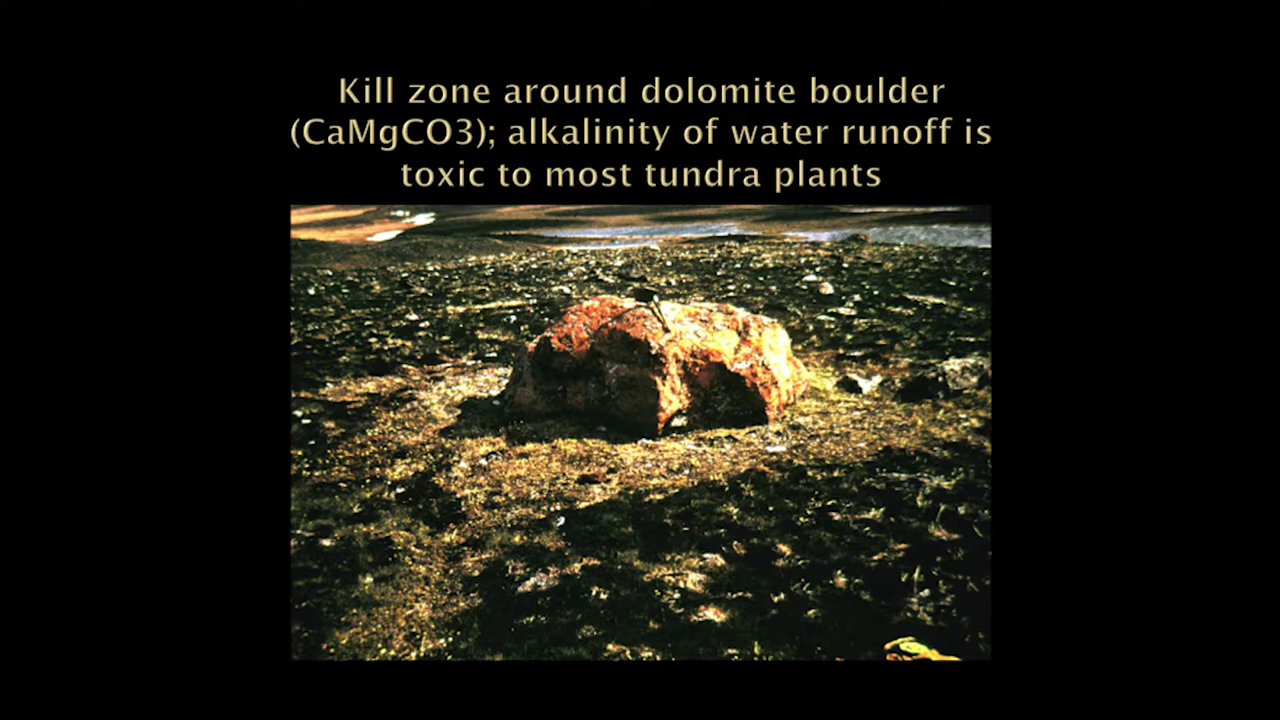 Kill zone around dolomite boulder
(CaMgCO3); alkalinity of water runoff is
toxic to most tundra plants